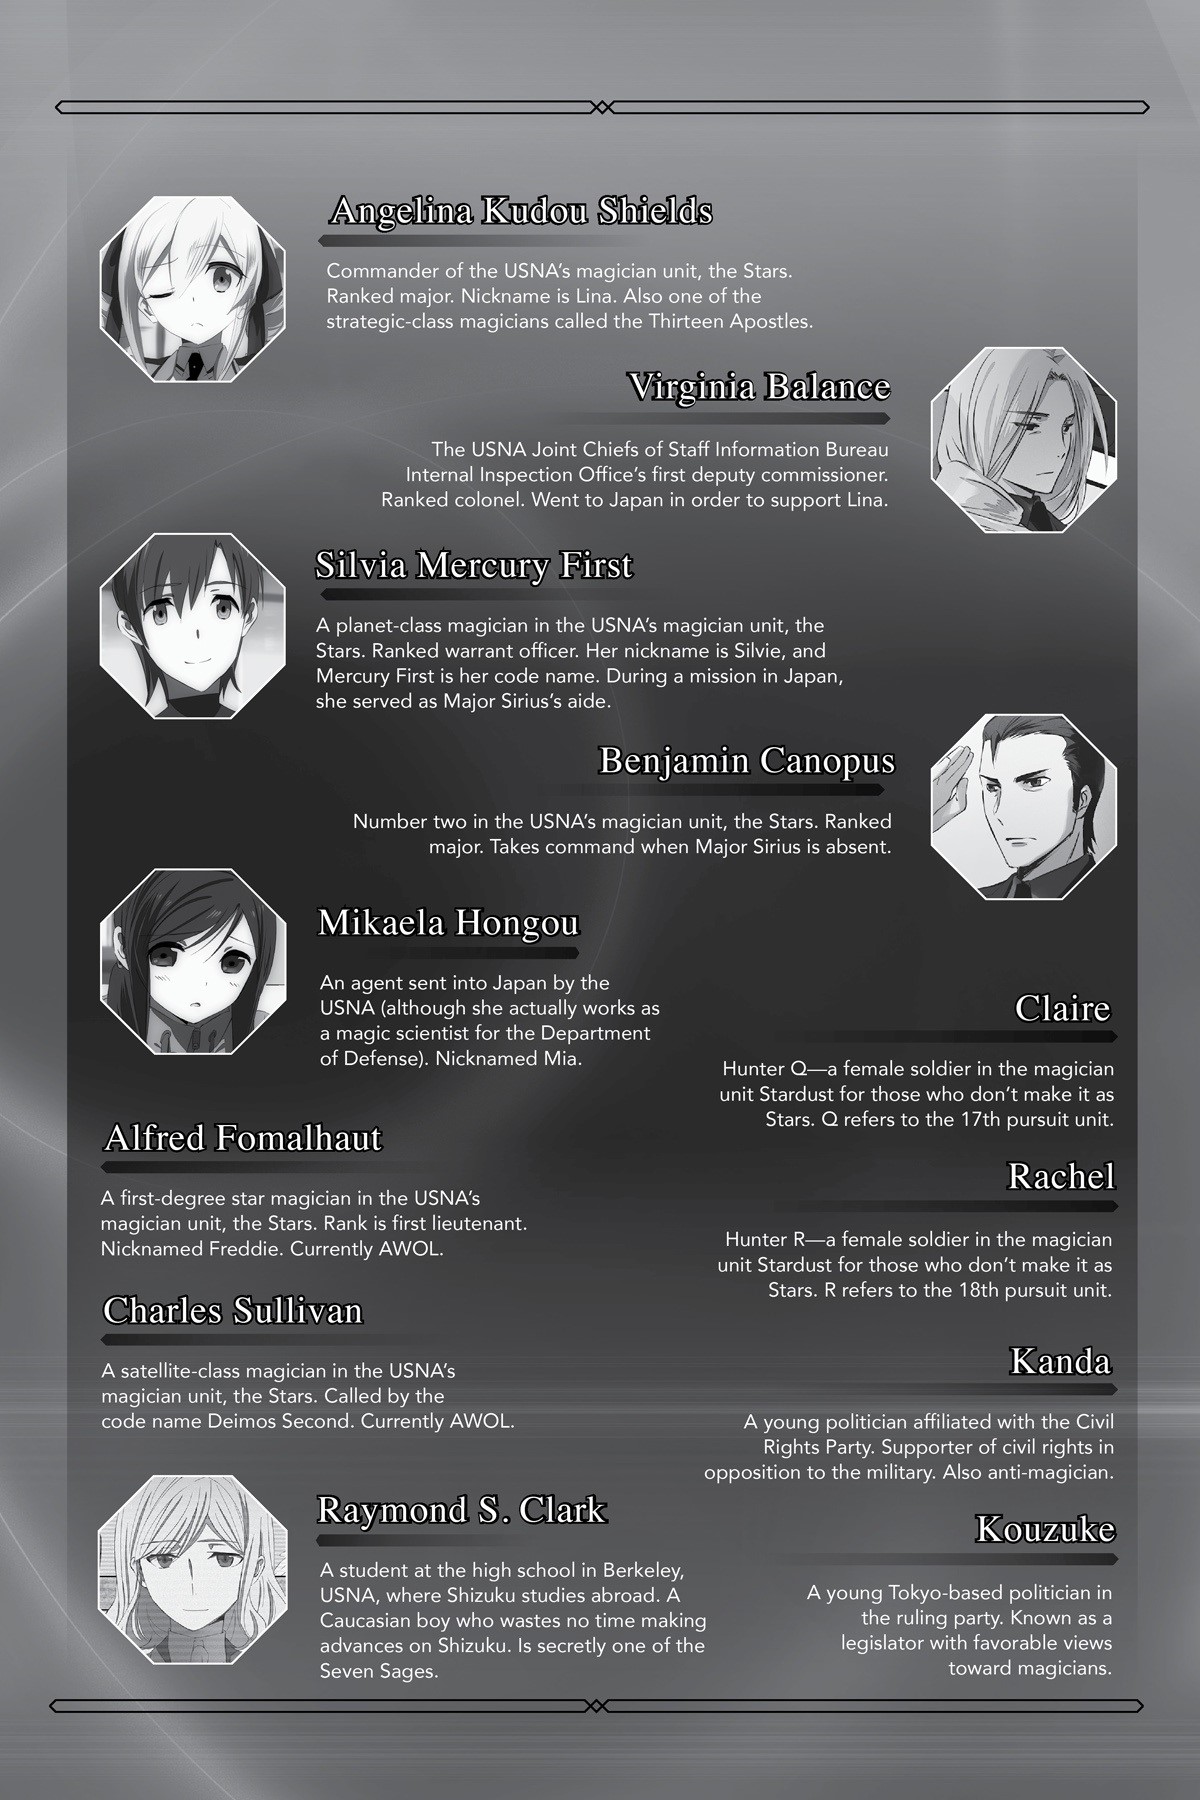 Angelina Kudou Shields
Commander of the USNA's magician unit, the Stars.
Ranked major. Nickname is Lina. Also one of the
strategic-class magicians called the Thirteen Apostles.
Virginia Balance
The USNA Joint Chiefs of Staff Information Bureau
Internal Inspection Office's first deputy commissioner.
Ranked colonel. Went to Japan in order to support Lina.
Silvia Mercury First
A planet-class magician in the USNA's magician unit, the
Stars. Ranked warrant officer. Her nickname is Silvie, and
Mercury First is her code name. During a mission in Japan,
she served as Major Sirius's aide.
Benjamin Canopus
Number two in the USNA's magician unit, the Stars. Ranked
major. Takes command when Major Sirius is absent.
Mikaela Hongou
An agent sent into Japan by the
USNA (although she actually works as
a magic scientist for the Department
of Defense). Nicknamed Mia.
Claire
Hunter Q—a female soldier in the magician
unit Stardust for those who don't make it as
Stars. Q refers to the 17th pursuit unit.
Alfred Fomalhaut
A first-degree star magician in the USNA's
magician unit, the Stars. Rank is first lieutenant.
Nicknamed Freddie. Currently AWOL.
Rachel
Hunter R—a female soldier in the magician
unit Stardust for those who don't make it as
Stars. R refers to the 18th pursuit unit.
Charles Sullivan
A satellite-class magician in the USNA's
magician unit, the Stars. Called by the
code name Deimos Second. Currently AWOL.
Kanda
A young politician affiliated with the Civil
Rights Party. Supporter of civil rights in
opposition to the military. Also anti-magician.
Raymond S. Clark
A student at the high school in Berkeley,
USNA, where Shizuku studies abroad. A
Caucasian boy who wastes no time making
advances on Shizuku. Is secretly one of the
Seven Sages.
Kouzuke
A young Tokyo-based politician in
the ruling party. Known as a
legislator with favorable views
toward magicians.